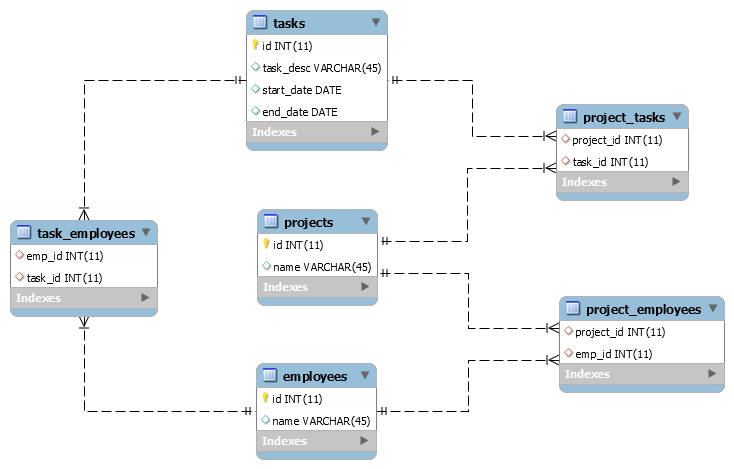 tasks
id INT(11)
task_desc VARCHAR(45)
start_date DATE
end_date DATE
Indexes
project_tasks
project_id INT(11)
task_id INT(11)
Indexes
task_employees
emp_id INT(11)
task_id INT(11)
Indexes
projects
id INT(11)
name VARCHAR(45)
Indexes
project_employees
project_id INT(11)
emp_id INT(11)
Indexes
employees
id INT(11)
name VARCHAR(45)
Indexes